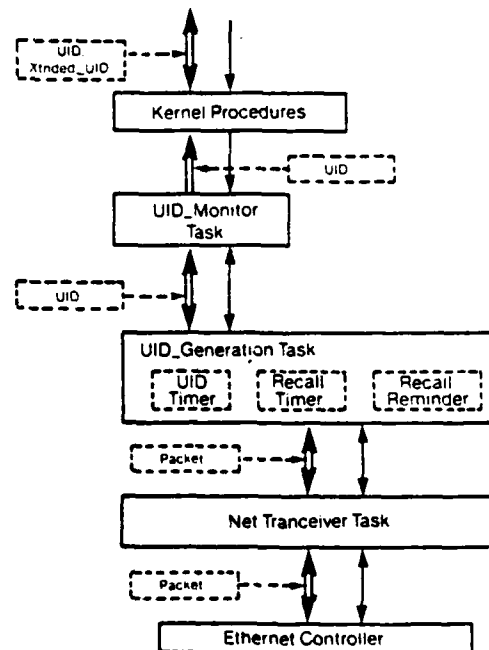 UID
Xtnded_UID
Kernel Procedures
UID
UID_Monitor
Task
UID
UID_Generation Task
UID
Timer
Recall
Timer
Recall
Reminder
Packet
Net Tranceiver Task
Packet
Ethernet Controller